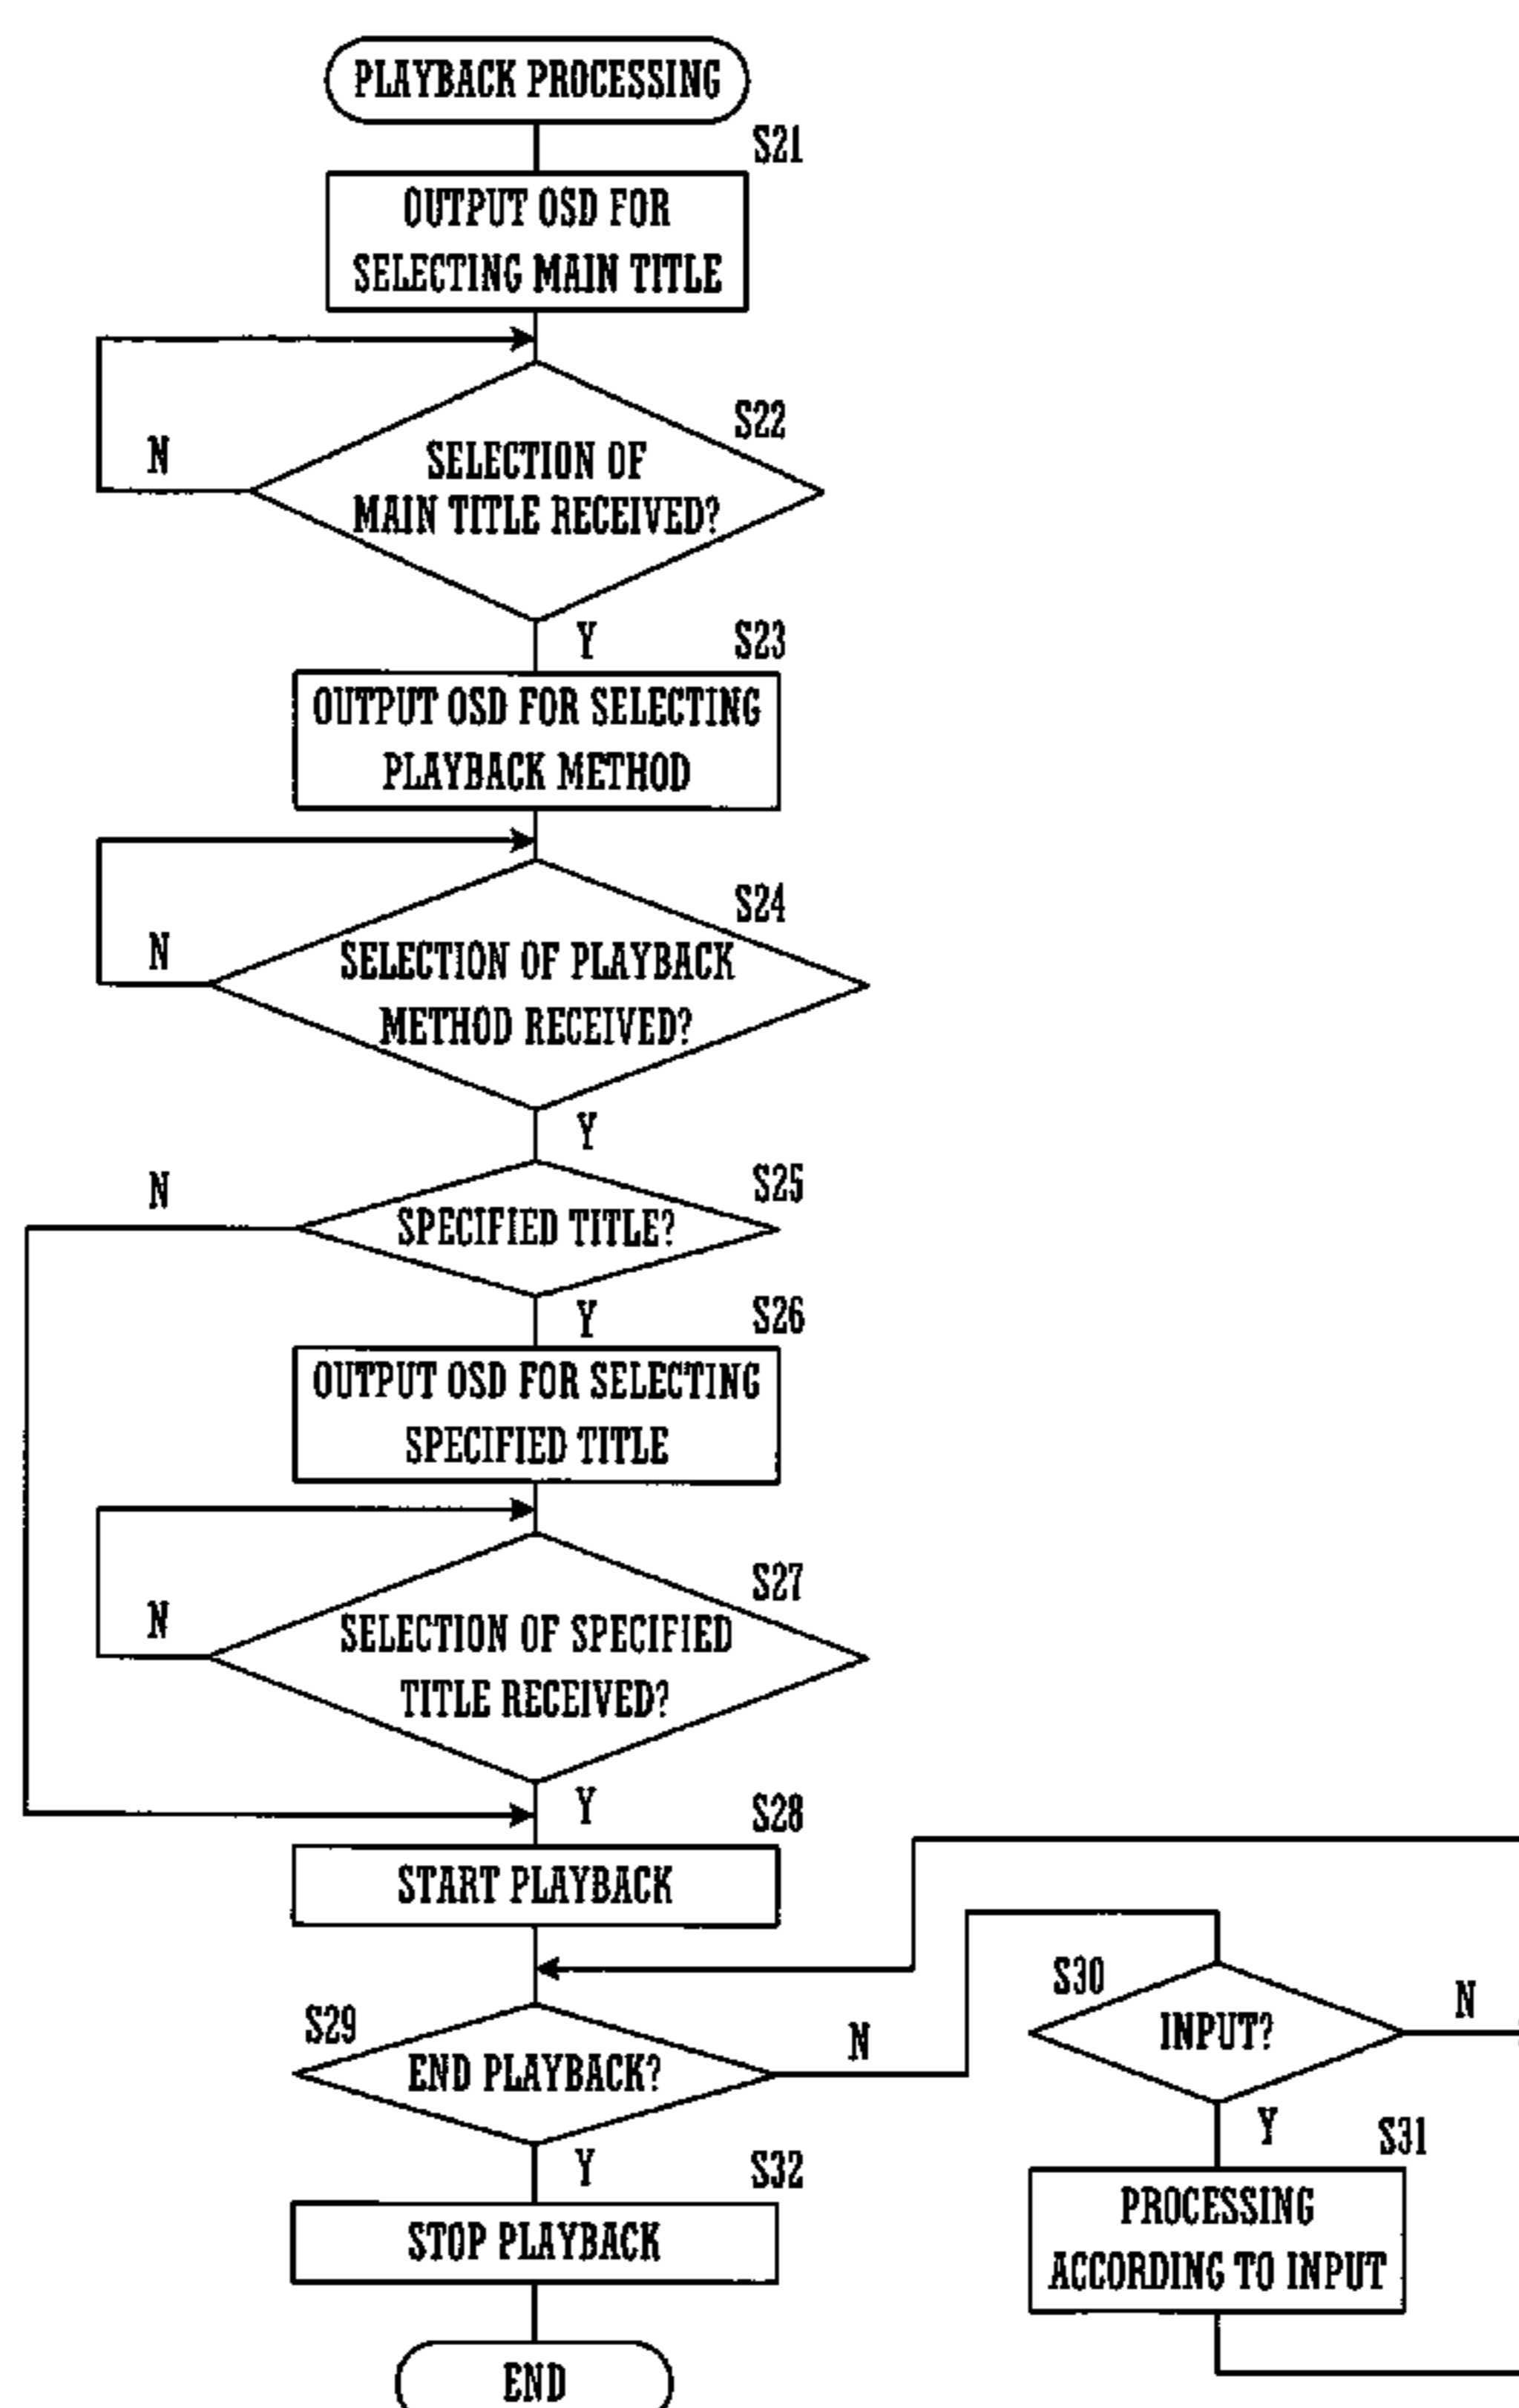 PLAYBACK PROCESSING
S21
OUTPUT OSD FOR
SELECTING MAIN TITLE
S22
N
SELECTION OF
MAIN TITLE RECEIVED?
Y
S23
OUTPUT OSD FOR SELECTING
PLAYBACK METHOD
S24
N
SELECTION OF PLAYBACK
METHOD RECEIVED?
Y
S25
N
SPECIFIED TITLE?
Y
S26
OUTPUT OSD FOR SELECTING
SPECIFIED TITLE
S27
N
SELECTION OF SPECIFIED
TITLE RECEIVED?
Y
S28
START PLAYBACK
S29
END PLAYBACK?
N
S30
INPUT?
N
Y
S31
PROCESSING
ACCORDING TO INPUT
Y
S32
STOP PLAYBACK
END